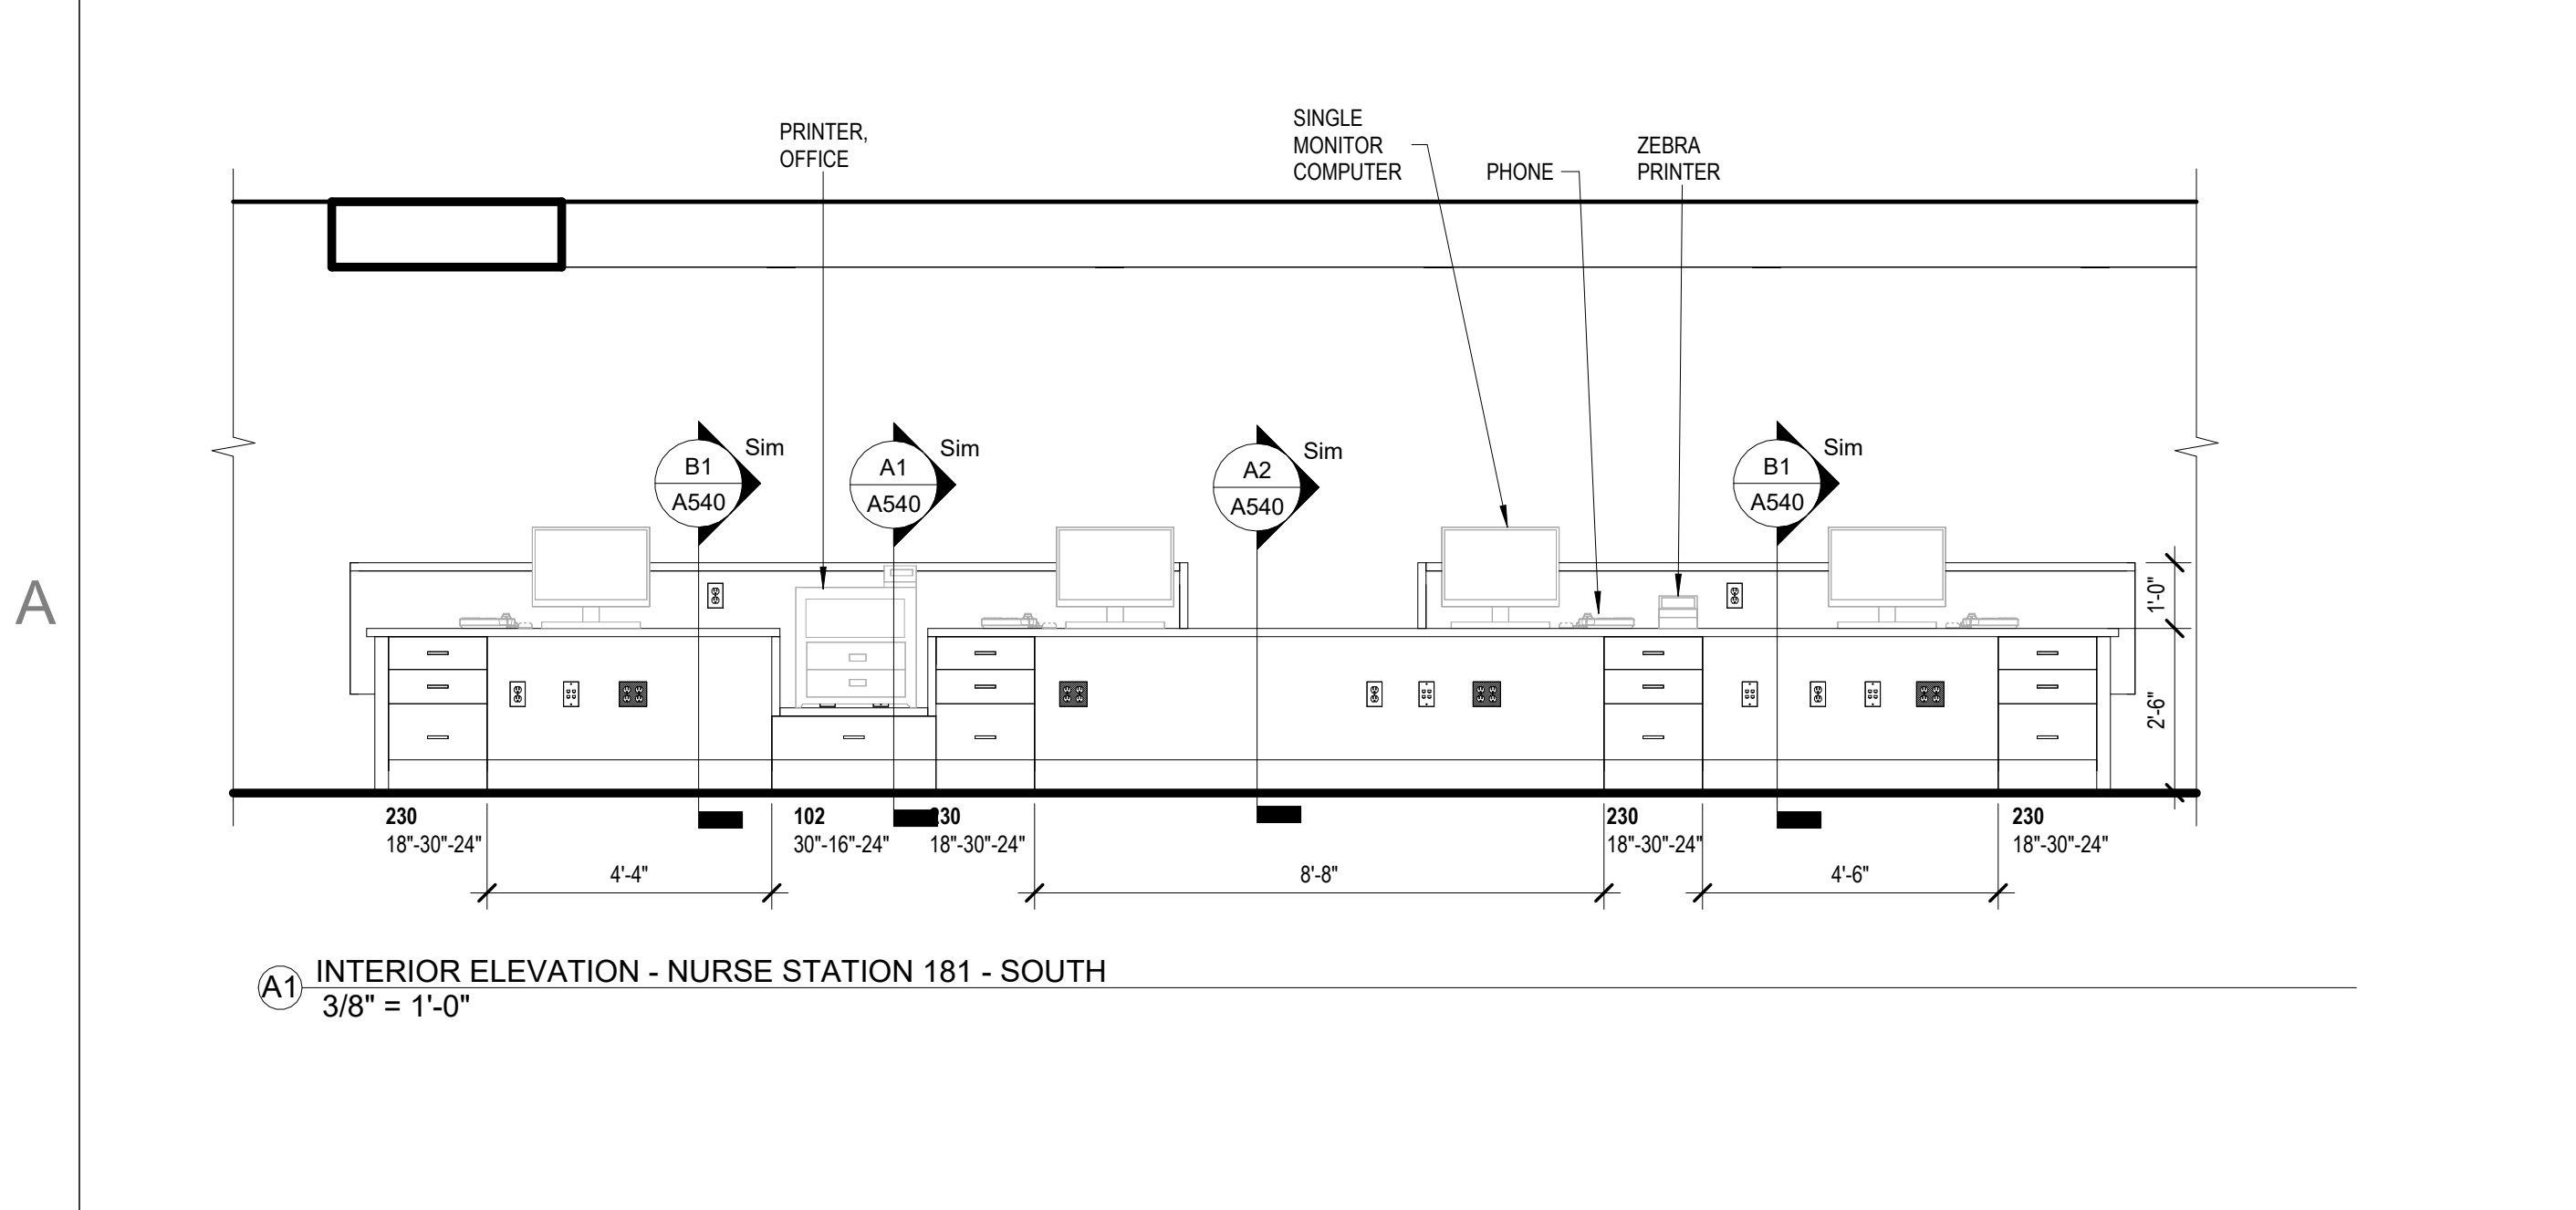 PRINTER,
OFFICE
SINGLE
MONITOR
COMPUTER
PHONE
ZEBRA
PRINTER
B1
A540
Sim
A1
A540
Sim
A2
A540
Sim
B1
A540
Sim
A
1'-0"
2'-6"
230
18"-30"-24"
102
30"-16"-24"
230
18"-30"-24"
230
18"-30"-24"
230
18"-30"-24"
4'-4"
8'-8"
4'-6"
A1
INTERIOR ELEVATION - NURSE STATION 181 - SOUTH
3/8" = 1'-0"